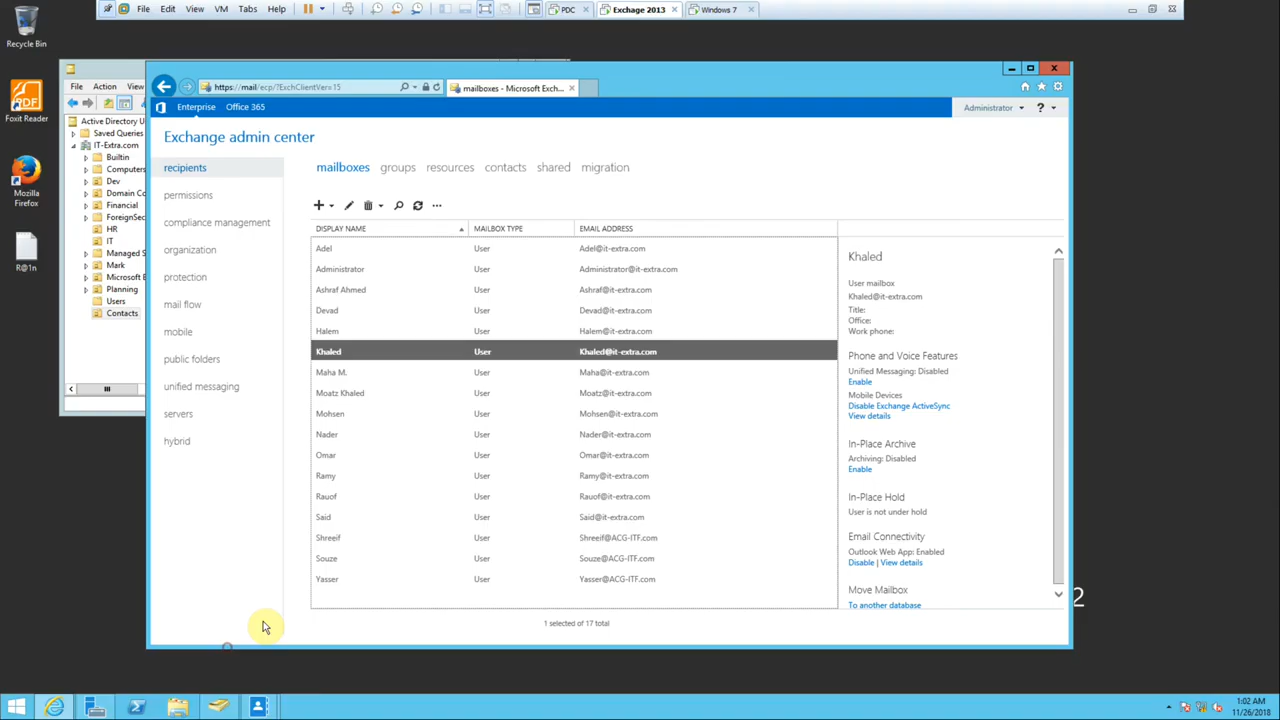 File Edit View VM Tabs Help PDC Exchage 2013 Windows 7
Recycle Bin
Foxit Reader
Mozilla
Firefox
R@1n
File Action
Active Directory U
Saved Queries
IT-Extra.com
Builtin
Computers
Dev
Domain Co
Financial
ForeignSec
HR
IT
Managed S
Mark
Microsoft E
Planning
Users
Contacts
https://mail/ecp/?ExchClientVer=15
mailboxes - Microsoft Exch...
Enterprise Office 365
Administrator ?
Exchange admin center
recipients
permissions
compliance management
organization
protection
mail flow
mobile
public folders
unified messaging
servers
hybrid
mailboxes groups resources contacts shared migration
DISPLAY NAME MAILBOX TYPE EMAIL ADDRESS
Adel User Adel@it-extra.com
Administrator User Administrator@it-extra.com
Ashraf Ahmed User Ashraf@it-extra.com
Devad User Devad@it-extra.com
Halem User Halem@it-extra.com
Khaled User Khaled@it-extra.com
Maha M. User Maha@it-extra.com
Moatz Khaled User Moatz@it-extra.com
Mohsen User Mohsen@it-extra.com
Nader User Nader@it-extra.com
Omar User Omar@it-extra.com
Ramy User Ramy@it-extra.com
Rauof User Rauof@it-extra.com
Said User Said@it-extra.com
Shreeif User Shreeif@ACG-ITF.com
Souze User Souze@ACG-ITF.com
Yasser User Yasser@ACG-ITF.com
1 selected of 17 total
Khaled
User mailbox
Khaled@it-extra.com
Title:
Office:
Work phone:
Phone and Voice Features
Unified Messaging: Disabled
Enable
Mobile Devices
Disable Exchange ActiveSync
View details
In-Place Archive
Archiving: Disabled
Enable
In-Place Hold
User is not under hold
Email Connectivity
Outlook Web App: Enabled
Disable | View details
Move Mailbox
To another database
2
1:02 AM
11/26/2018